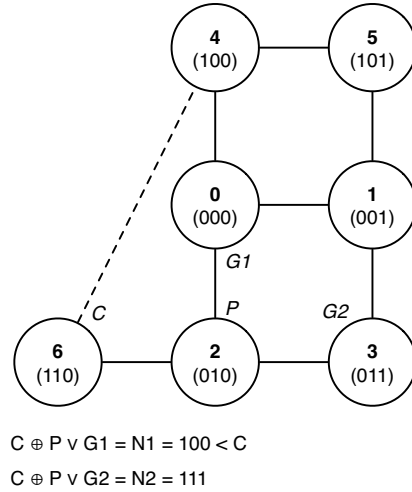 4
(100)
5
(101)
0
(000)
1
(001)
G1
C
P
G2
6
(110)
2
(010)
3
(011)
C ⊕ P ∨ G1 = N1 = 100 < C
C ⊕ P ∨ G2 = N2 = 111